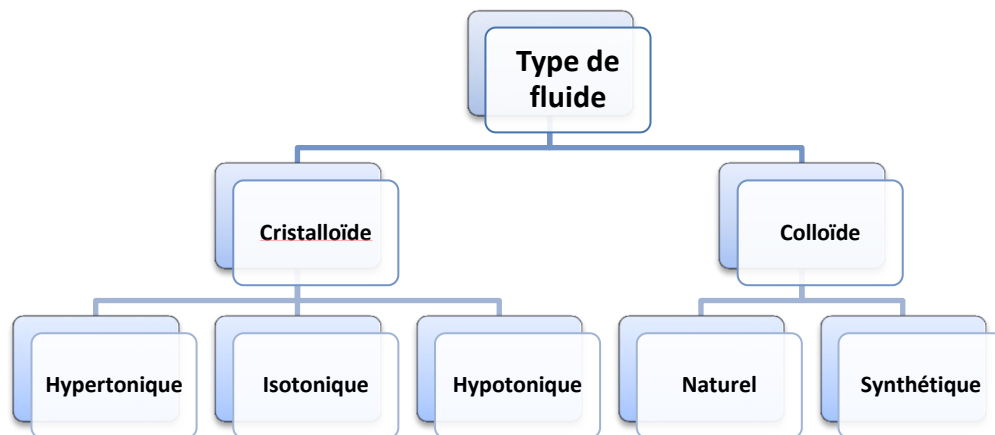 Type de
fluide
Cristalloïde
Colloïde
Hypertonique
Isotonique
Hypotonique
Naturel
Synthétique